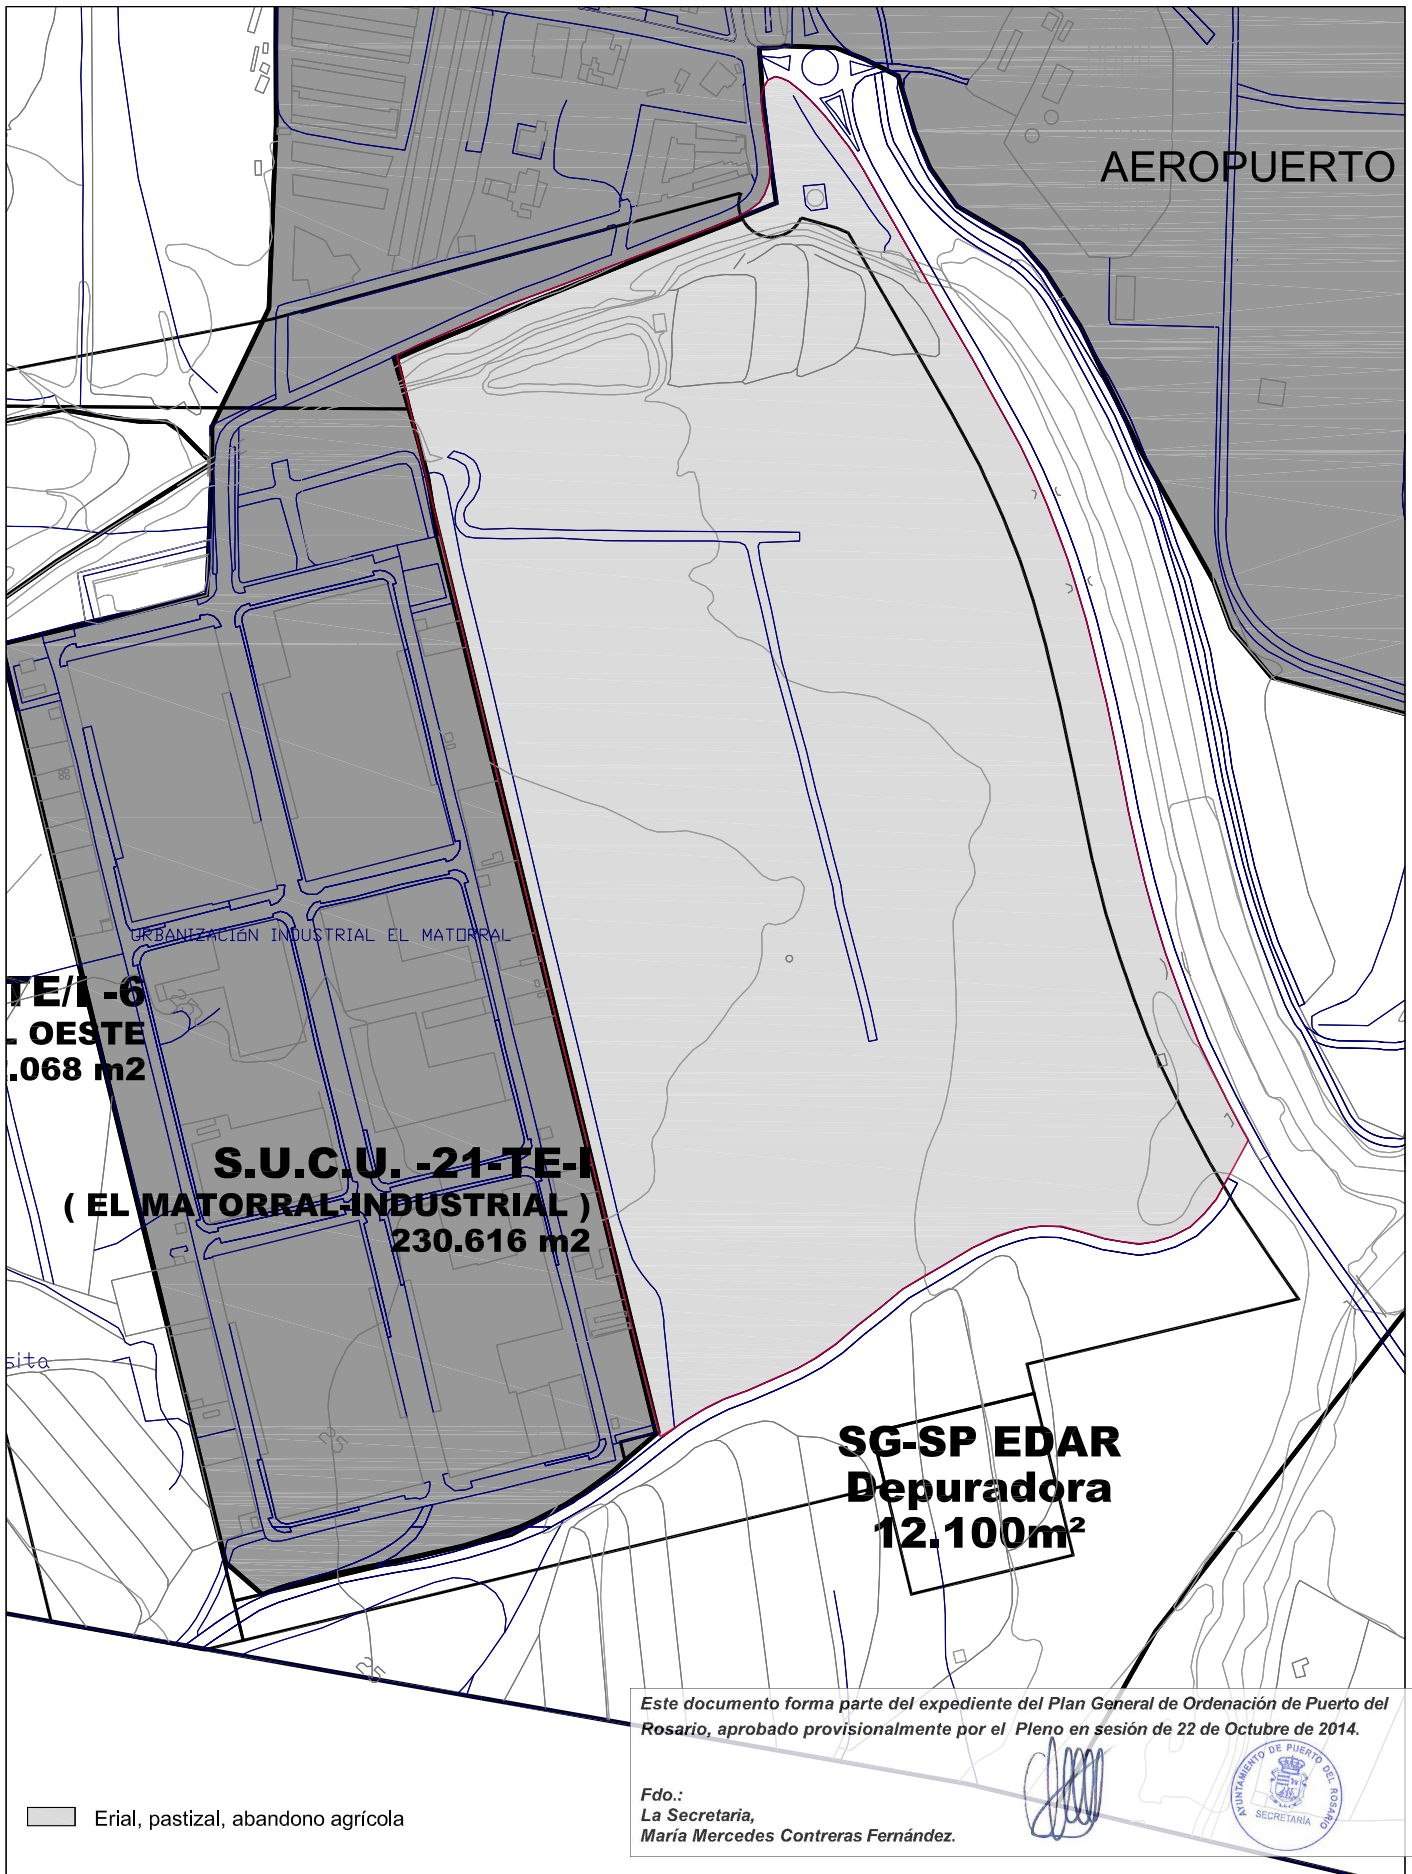 AEROPUERTO
URBANIZACIóN INDUSTRIAL EL MATORRAL
TE/I -6
L OESTE
.068 m2
S.U.C.U. -21-TE-I
( EL MATORRAL-INDUSTRIAL )
230.616 m2
sita
25
SG-SP EDAR
Depuradora
12.100m²
25
Este documento forma parte del expediente del Plan General de Ordenación de Puerto del
Rosario, aprobado provisionalmente por el Pleno en sesión de 22 de Octubre de 2014.
Fdo.:
La Secretaria,
María Mercedes Contreras Fernández.
AYUNTAMIENTO DE PUERTO DEL ROSARIO
SECRETARÍA
Erial, pastizal, abandono agrícola